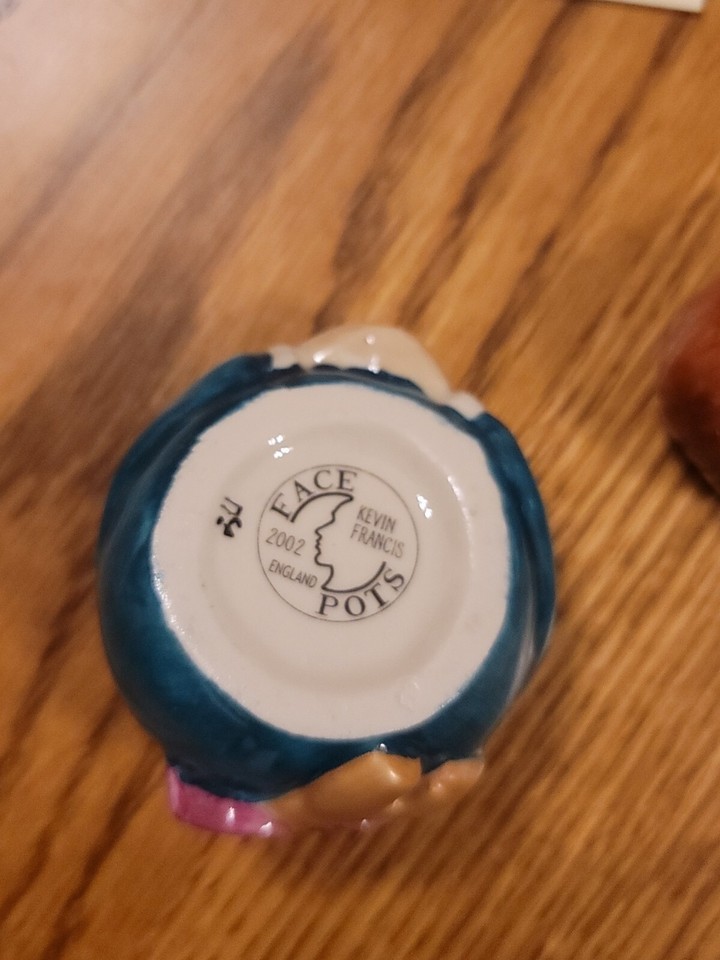 FACE
KEVIN
FRANCIS
2002
ENGLAND
POTS